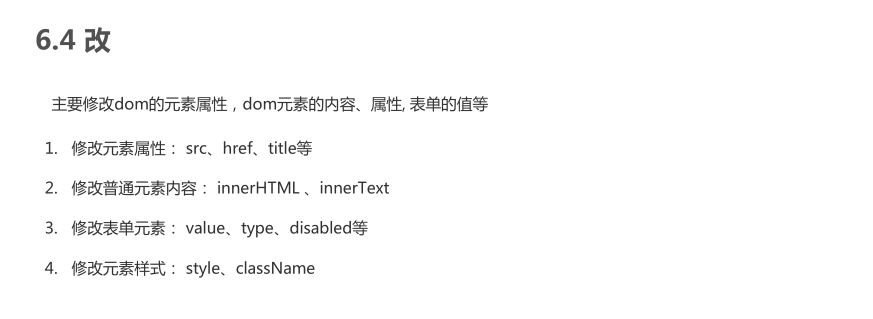 6.4 改
主要修改dom的元素属性，dom元素的内容、属性, 表单的值等
1. 修改元素属性： src、href、title等
2. 修改普通元素内容： innerHTML 、innerText
3. 修改表单元素： value、type、disabled等
4. 修改元素样式： style、className